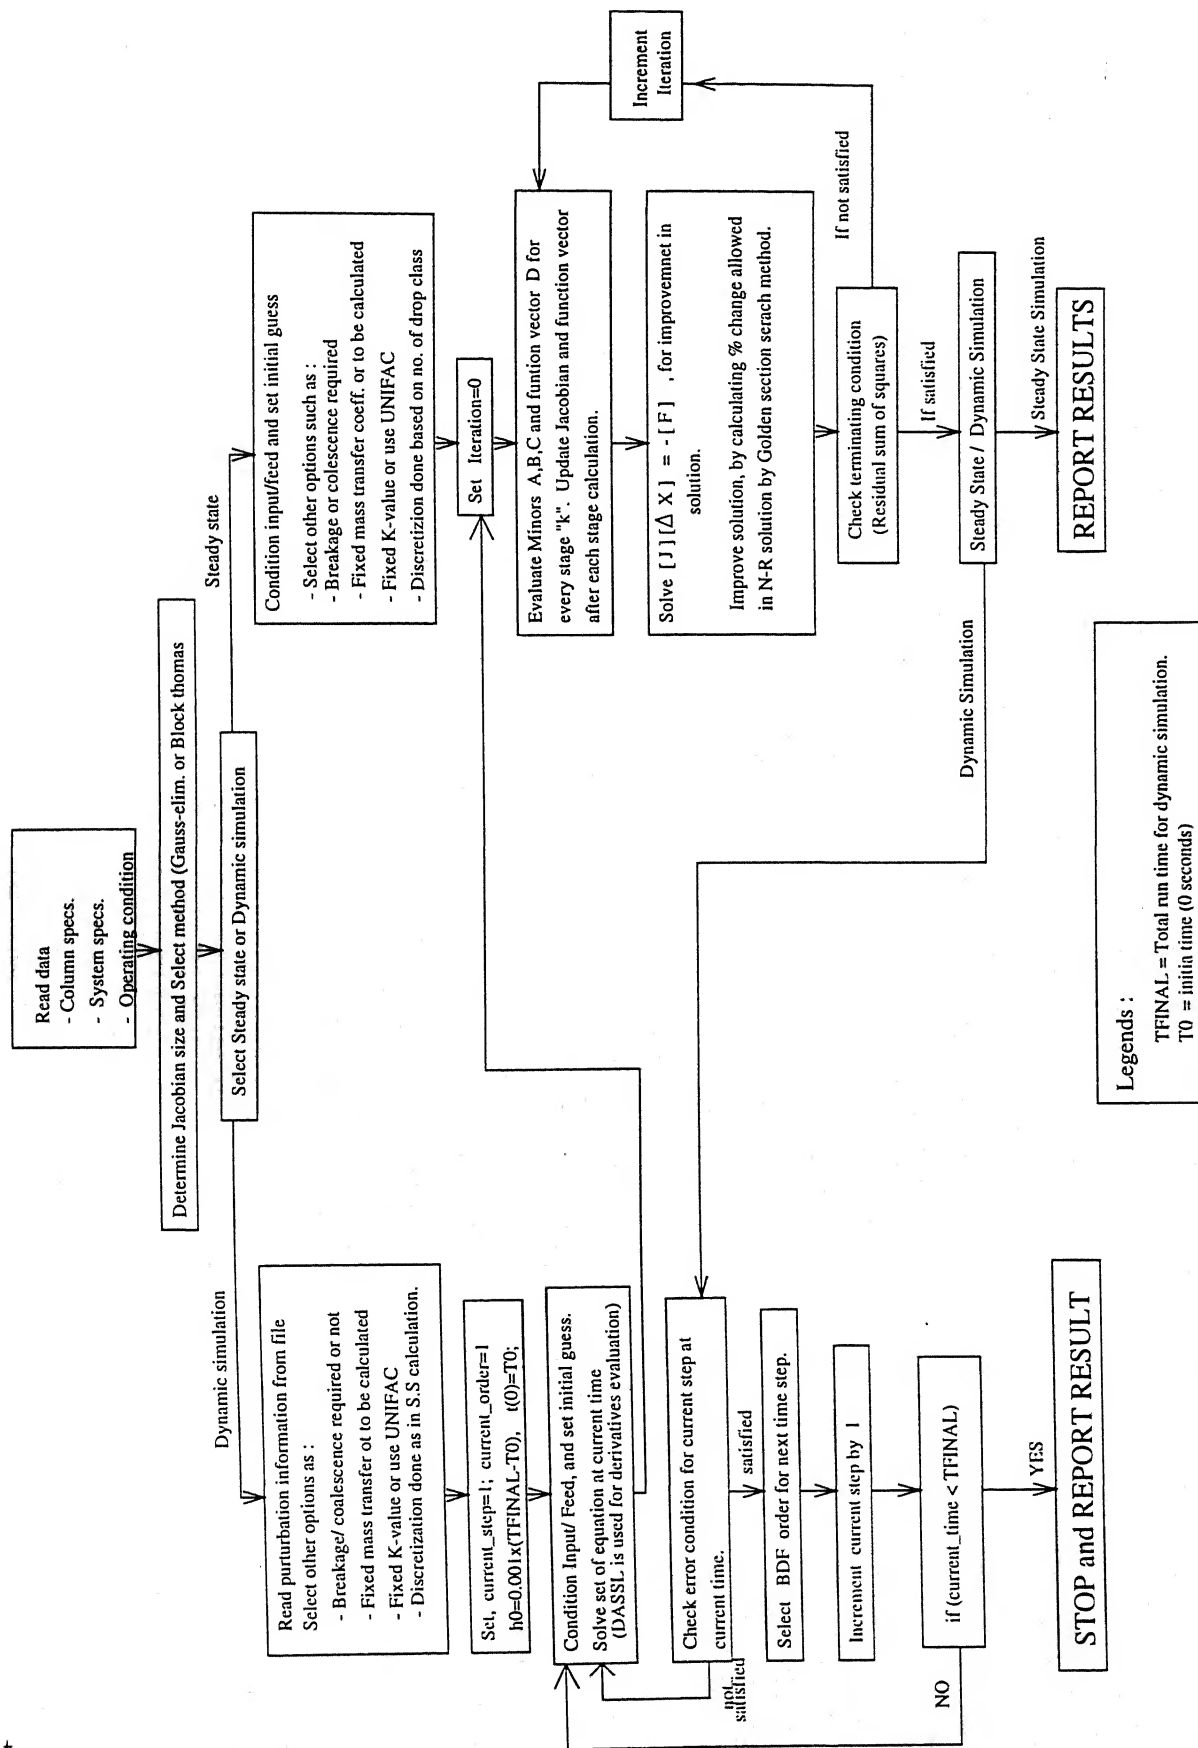 Read data
- Column specs.
- System specs.
- Operating condition
Determine Jacobian size and Select method (Gauss-elim. or Block thomas
Select Steady state or Dynamic simulation
Dynamic simulation
Steady state
Read purturbation information from file
Select other options as :
- Breakage/ coalescence required or not
- Fixed mass transfer ot to be calculated
- Fixed K-value or use UNIFAC
- Discretization done as in S.S calculation.
Set, current_step=1; current_order=1
h0=0.001x(TFINAL-T0), t(0)=T0;
Condition Input/ Feed, and set initial guess.
Solve set of equation at current time
(DASSL is used for derivatives evaluation)
Check error condition for current step at
current time.
not
satisfied
satisfied
Select BDF order for next time step.
Increment current step by 1
if (current_time < TFINAL)
NO
YES
STOP and REPORT RESULT
Condition input/feed and set initial guess
- Select other options such as :
- Breakage or colescence required
- Fixed mass transfer coeff. or to be calculated
- Fixed K-value or use UNIFAC
- Discretizion done based on no. of drop class
Set Iteration=0
Evaluate Minors A,B,C and funtion vector D for
every stage "k". Update Jacobian and function vector
after each stage calculation.
Increment
Iteration
Solve [J][Δ X] = -[F] , for improvemnet in
solution.
Improve solution, by calculating % change allowed
in N-R solution by Golden section serach method.
Check terminating condition
(Residual sum of squares)
If not satisfied
If satisfied
Steady State / Dynamic Simulation
Dynamic Simulation
Steady State Simulation
REPORT RESULTS
Legends :
TFINAL = Total run time for dynamic simulation.
T0 = initia time (0 seconds)